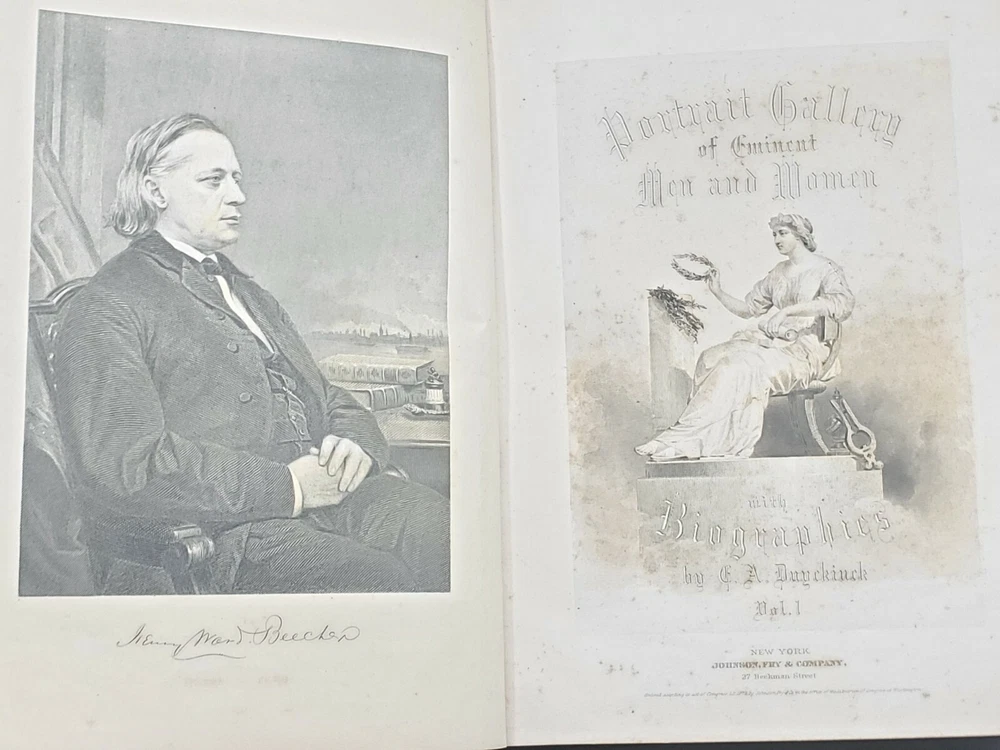 Henry Ward Beecher
Portrait Gallery
of Eminent
Men and Women
with
Biographies
by E. A. Duyckinck
Vol. 1
NEW YORK
JOHNSON, FRY & COMPANY,
27 Beekman Street